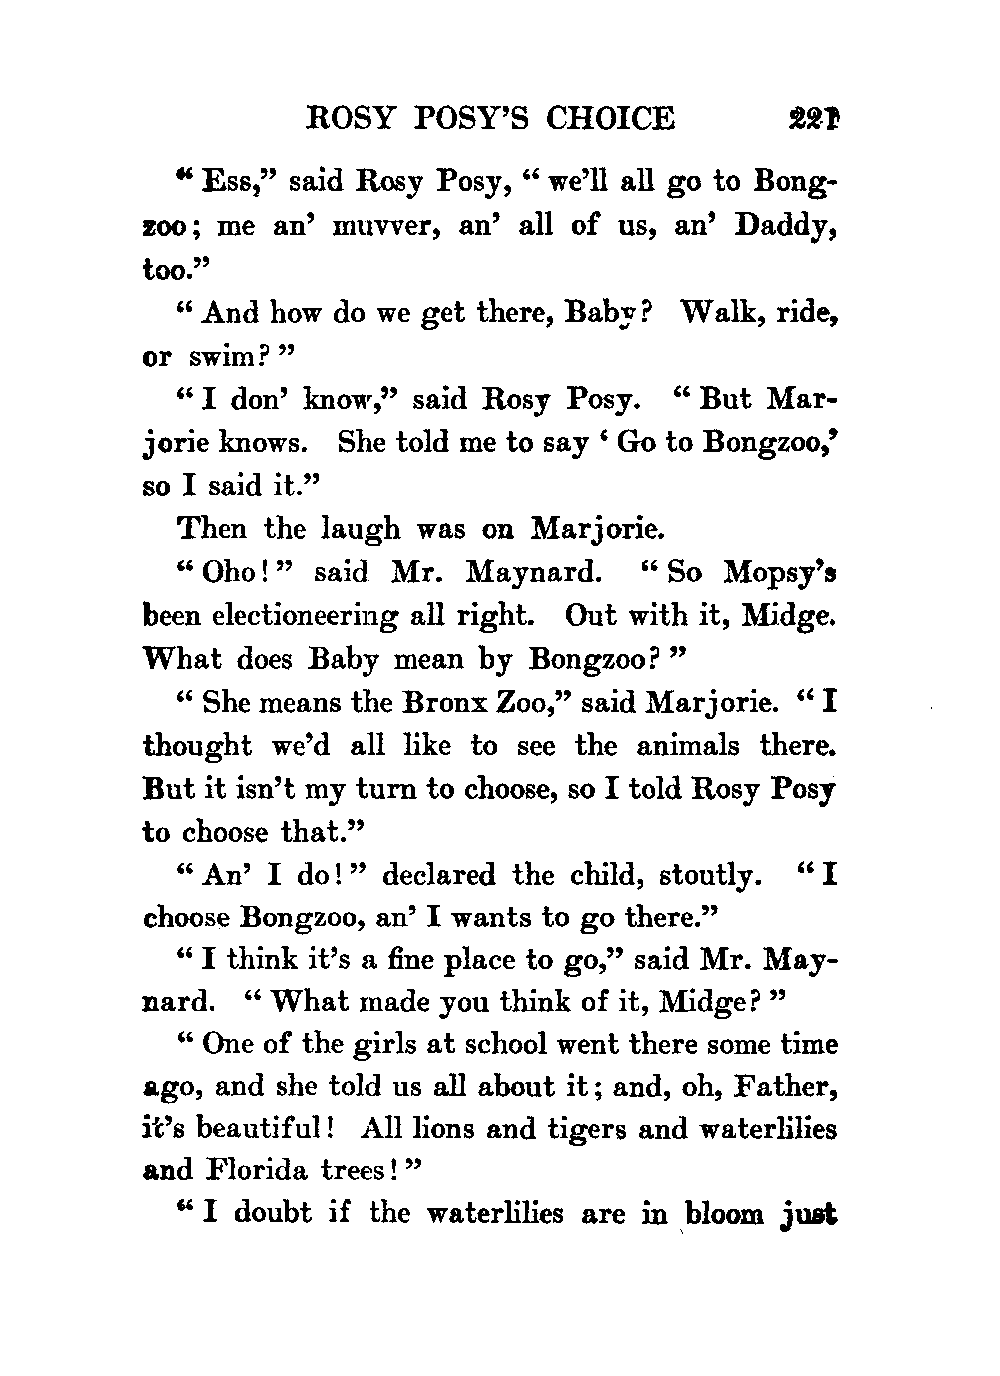 ROSY POSY'S CHOICE 221
“ Ess,” said Rosy Posy, “ we'll all go to Bong-
zoo; me an' muvver, an' all of us, an' Daddy,
too.”
“ And how do we get there, Baby? Walk, ride,
or swim? ”
“ I don' know,” said Rosy Posy. “ But Mar-
jorie knows. She told me to say ‘ Go to Bongzoo,’
so I said it.”
Then the laugh was on Marjorie.
“ Oho! ” said Mr. Maynard. “ So Mopsy's
been electioneering all right. Out with it, Midge.
What does Baby mean by Bongzoo? ”
“ She means the Bronx Zoo,” said Marjorie. “ I
thought we'd all like to see the animals there.
But it isn't my turn to choose, so I told Rosy Posy
to choose that.”
“ An' I do! ” declared the child, stoutly. “ I
choose Bongzoo, an' I wants to go there.”
“ I think it's a fine place to go,” said Mr. May-
nard. “ What made you think of it, Midge? ”
“ One of the girls at school went there some time
ago, and she told us all about it; and, oh, Father,
it's beautiful! All lions and tigers and waterlilies
and Florida trees! ”
“ I doubt if the waterlilies are in bloom just